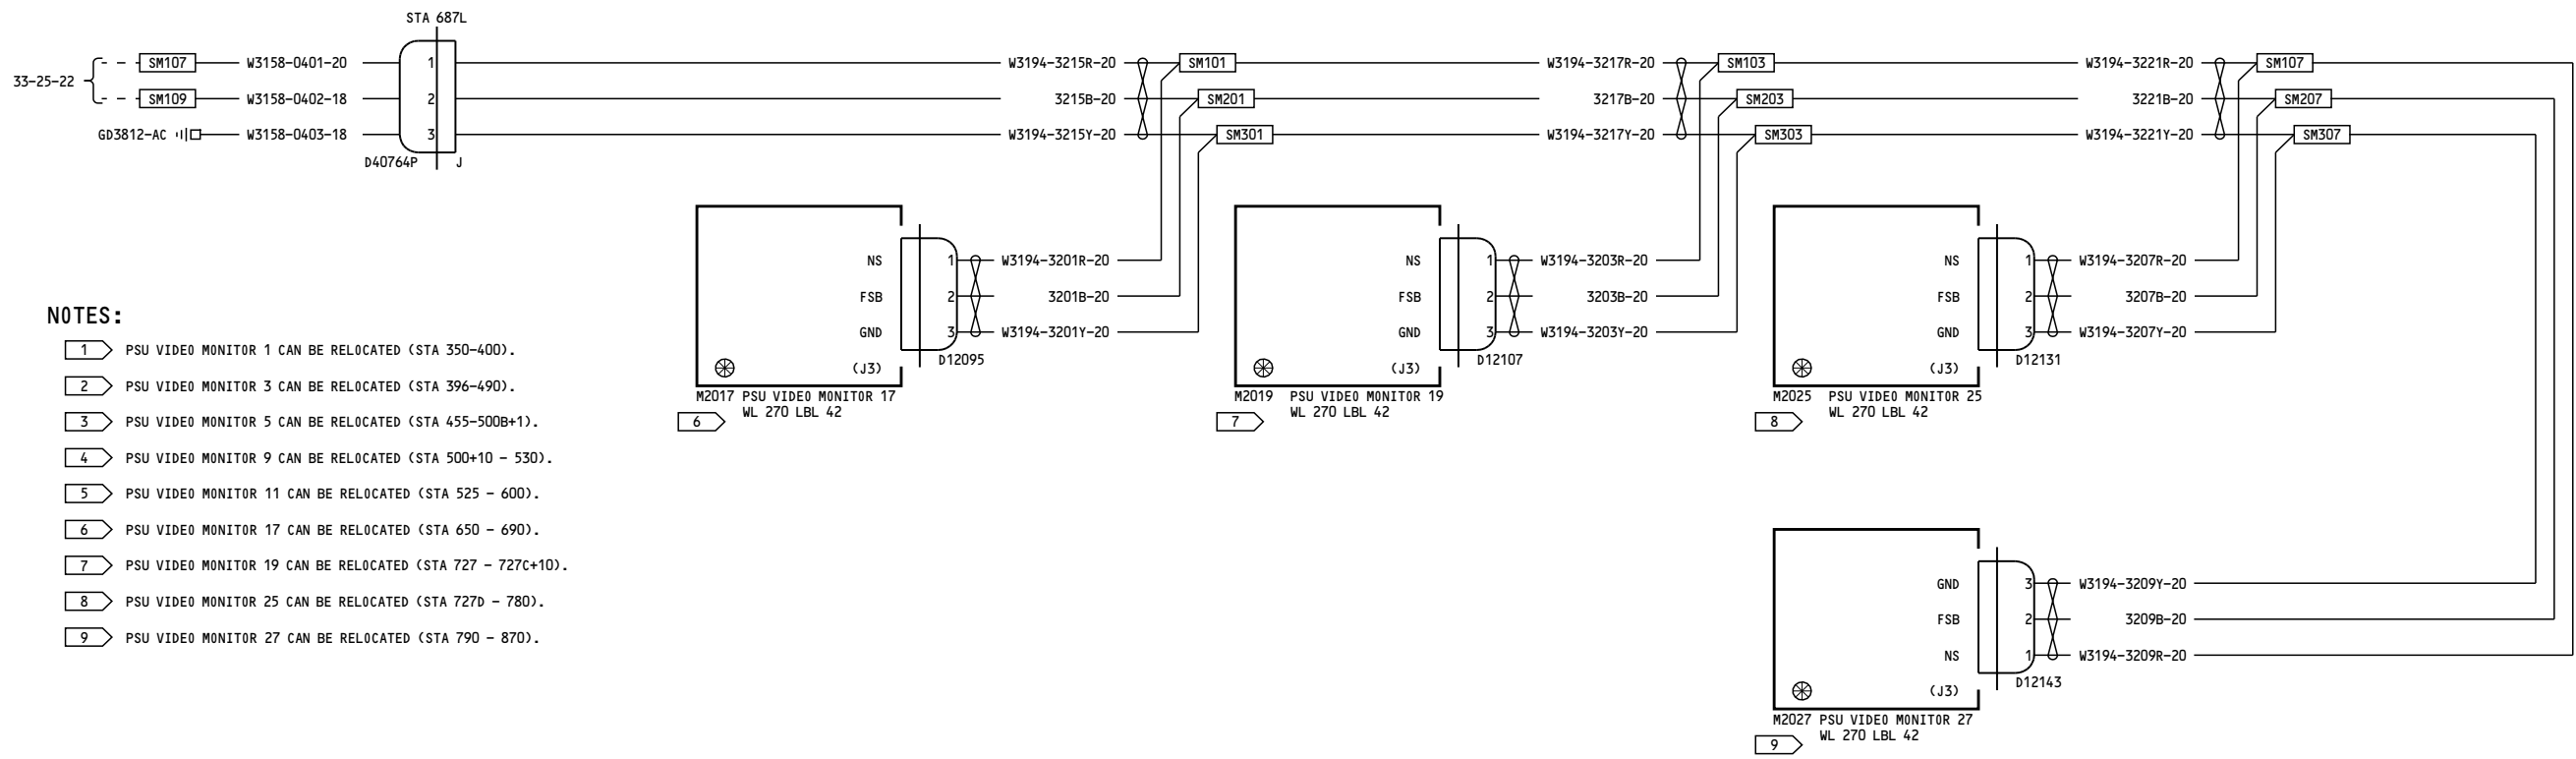 STA 687L
33-25-22
SM107 W3158-0401-20 1 W3194-3215R-20 SM101 W3194-3217R-20 SM103 W3194-3221R-20 SM107
SM109 W3158-0402-18 2 3215B-20 SM201 3217B-20 SM203 3221B-20 SM207
GD3812-AC W3158-0403-18 3 W3194-3215Y-20 SM301 W3194-3217Y-20 SM303 W3194-3221Y-20 SM307
D40764P J
NS 1 W3194-3201R-20 NS 1 W3194-3203R-20 NS 1 W3194-3207R-20
FSB 2 3201B-20 FSB 2 3203B-20 FSB 2 3207B-20
GND 3 W3194-3201Y-20 GND 3 W3194-3203Y-20 GND 3 W3194-3207Y-20
(J3) D12095 (J3) D12107 (J3) D12131
M2017 PSU VIDEO MONITOR 17 M2019 PSU VIDEO MONITOR 19 M2025 PSU VIDEO MONITOR 25
WL 270 LBL 42 WL 270 LBL 42 WL 270 LBL 42
6 7 8
NOTES:
1 PSU VIDEO MONITOR 1 CAN BE RELOCATED (STA 350-400).
2 PSU VIDEO MONITOR 3 CAN BE RELOCATED (STA 396-490).
3 PSU VIDEO MONITOR 5 CAN BE RELOCATED (STA 455-500B+1).
4 PSU VIDEO MONITOR 9 CAN BE RELOCATED (STA 500+10 - 530).
5 PSU VIDEO MONITOR 11 CAN BE RELOCATED (STA 525 - 600).
6 PSU VIDEO MONITOR 17 CAN BE RELOCATED (STA 650 - 690).
7 PSU VIDEO MONITOR 19 CAN BE RELOCATED (STA 727 - 727C+10).
8 PSU VIDEO MONITOR 25 CAN BE RELOCATED (STA 727D - 780).
9 PSU VIDEO MONITOR 27 CAN BE RELOCATED (STA 790 - 870).
GND 3 W3194-3209Y-20
FSB 2 3209B-20
NS 1 W3194-3209R-20
(J3) D12143
M2027 PSU VIDEO MONITOR 27
WL 270 LBL 42
9